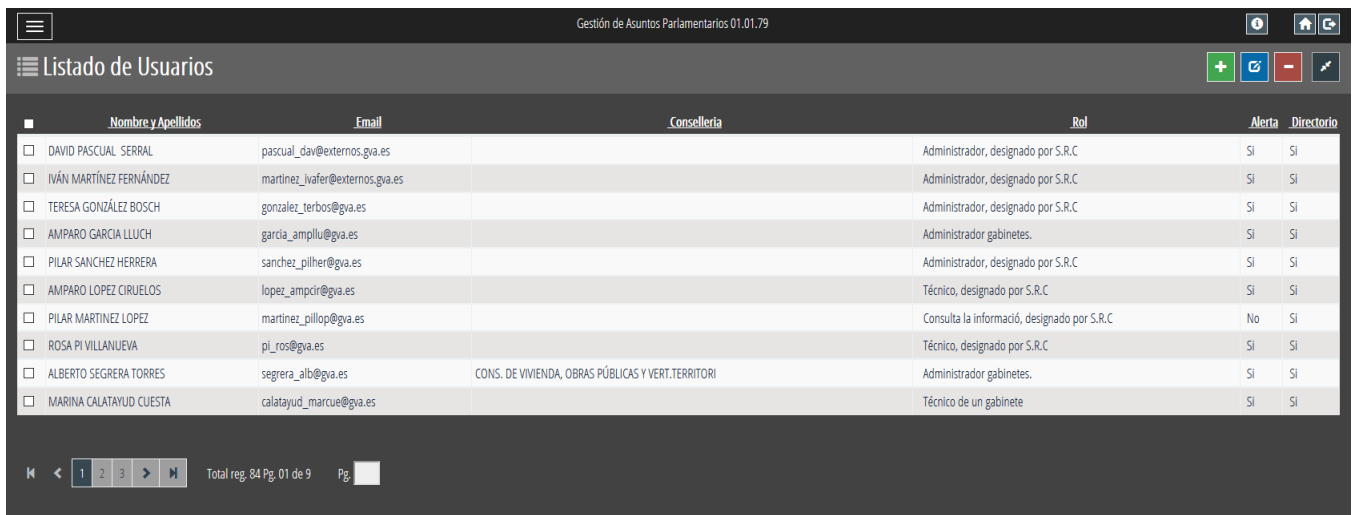 Gestión de Asuntos Parlamentarios 01.01.79
Listado de Usuarios
Nombre y Apellidos Email Conselleria Rol Alerta Directorio
DAVID PASCUAL SERRAL pascual_dav@externos.gva.es Administrador, designado por S.R.C Si Si
IVÁN MARTÍNEZ FERNÁNDEZ martinez_ivafer@externos.gva.es Administrador, designado por S.R.C Si Si
TERESA GONZÁLEZ BOSCH gonzalez_terbos@gva.es Administrador, designado por S.R.C Si Si
AMPARO GARCIA LLUCH garcia_ampllu@gva.es Administrador gabinetes. Si Si
PILAR SANCHEZ HERRERA sanchez_pilher@gva.es Administrador, designado por S.R.C Si Si
AMPARO LOPEZ CIRUELOS lopez_ampcir@gva.es Técnico, designado por S.R.C Si Si
PILAR MARTINEZ LOPEZ martinez_pillop@gva.es Consulta la informació, designado por S.R.C No Si
ROSA PI VILLANUEVA pi_ros@gva.es Técnico, designado por S.R.C Si Si
ALBERTO SEGRERA TORRES segrera_alb@gva.es CONS. DE VIVIENDA, OBRAS PÚBLICAS Y VERT.TERRITORI Administrador gabinetes. Si Si
MARINA CALATAYUD CUESTA calatayud_marcue@gva.es Técnico de un gabinete Si Si
1 2 3 Total reg. 84 Pg. 01 de 9 Pg.